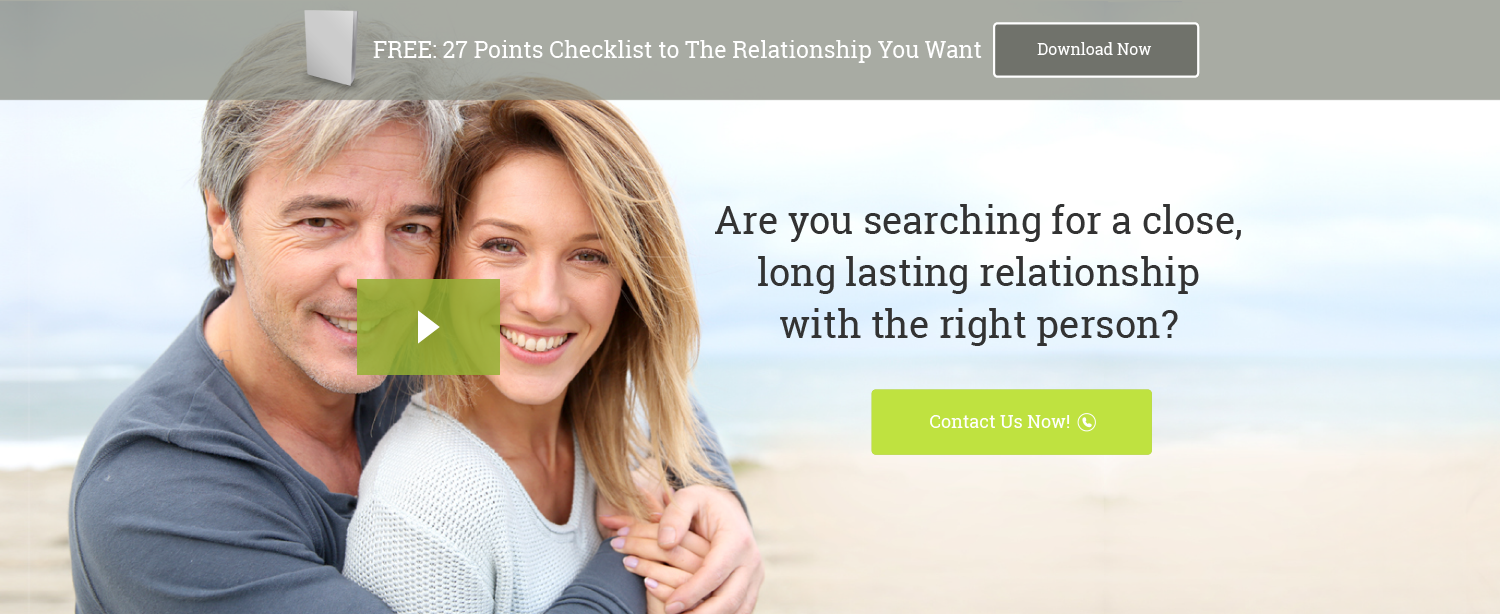 FREE: 27 Points Checklist to The Relationship You Want
Download Now
Are you searching for a close,
long lasting relationship
with the right person?
Contact Us Now!